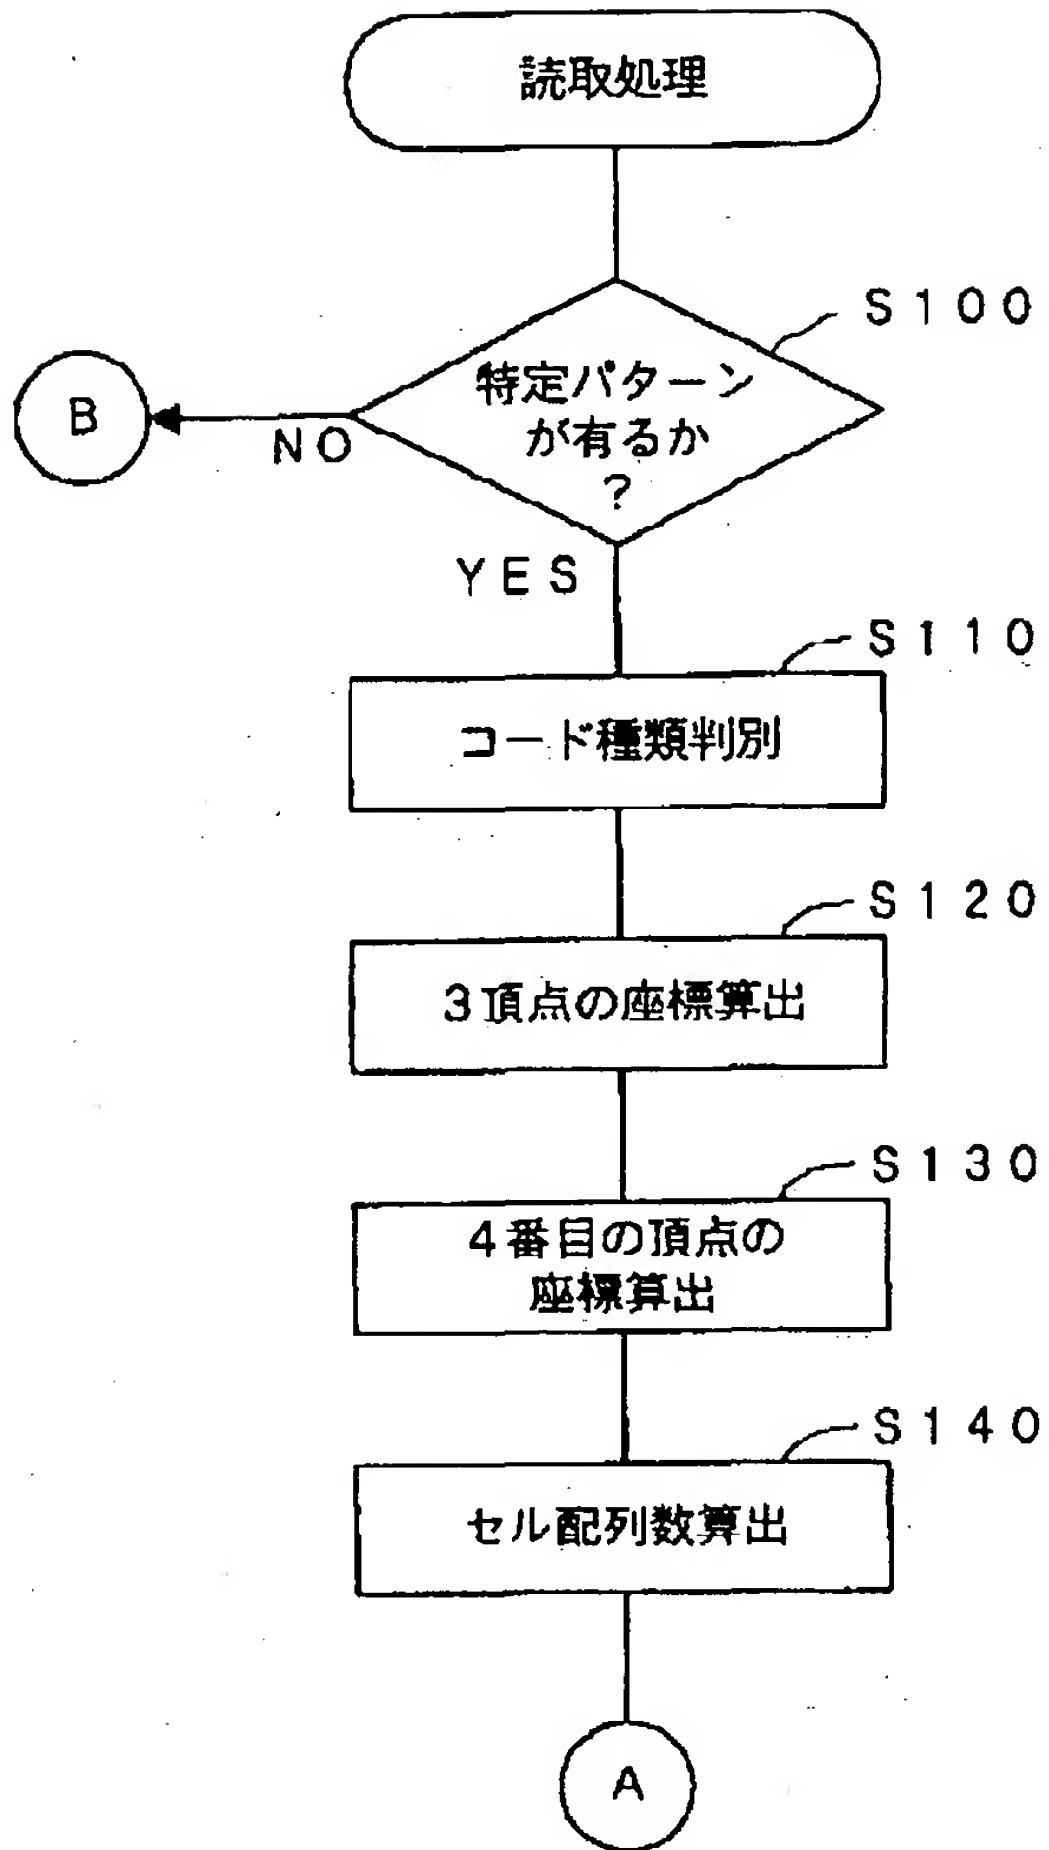 読取処理
S100
特定パターン
が有るか
?
B
NO
YES
S110
コード種類判別
S120
3頂点の座標算出
S130
4番目の頂点の
座標算出
S140
セル配列数算出
A